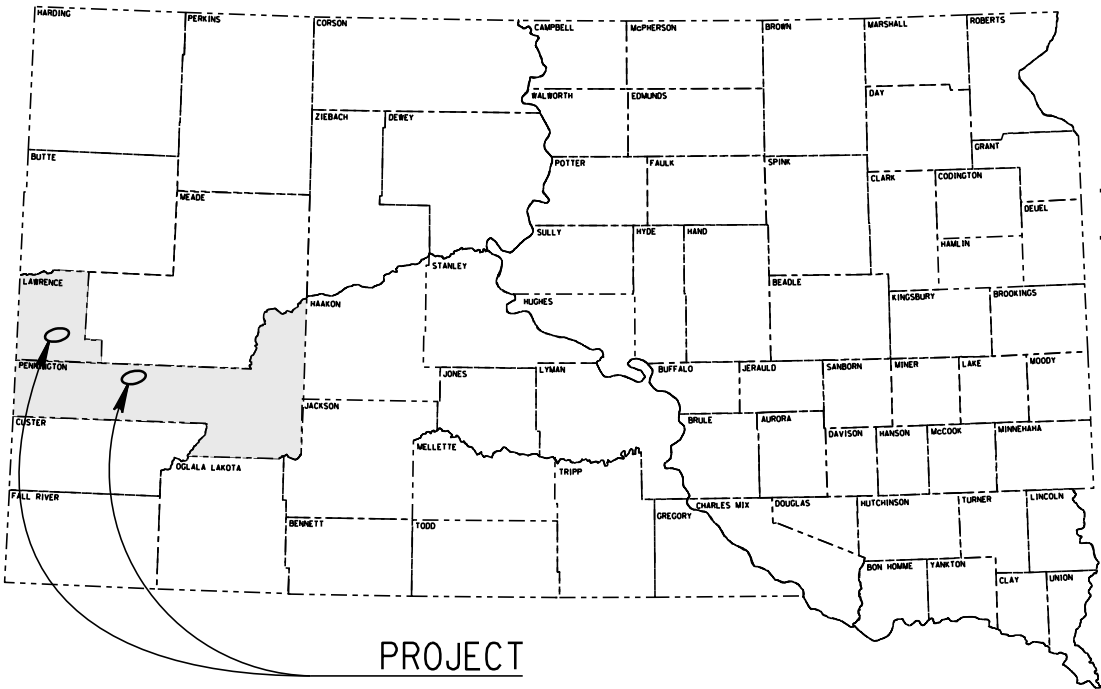 HARDING
PERKINS
CORSON
CAMPBELL
McPHERSON
BROWN
MARSHALL
ROBERTS
WALWORTH
EDMUNDS
DAY
ZIEBACH
DEWEY
GRANT
BUTTE
POTTER
FAULK
SPINK
CLARK
CODINGTON
MEADE
DEUEL
SULLY
HYDE
HAND
HAMLIN
STANLEY
LAWRENCE
BEADLE
HAAKON
HUGHES
KINGSBURY
BROOKINGS
PENNINGTON
JONES
LYMAN
BUFFALO
JERAULD
SANBORN
MINER
LAKE
MOODY
JACKSON
CUSTER
BRULE
AURORA
DAVISON
HANSON
McCOOK
MINNEHAHA
MELLETTE
OGLALA LAKOTA
TRIPP
FALL RIVER
CHARLES MIX
DOUGLAS
HUTCHINSON
TURNER
LINCOLN
GREGORY
BENNETT
TODD
BON HOMME
YANKTON
CLAY
UNION
PROJECT